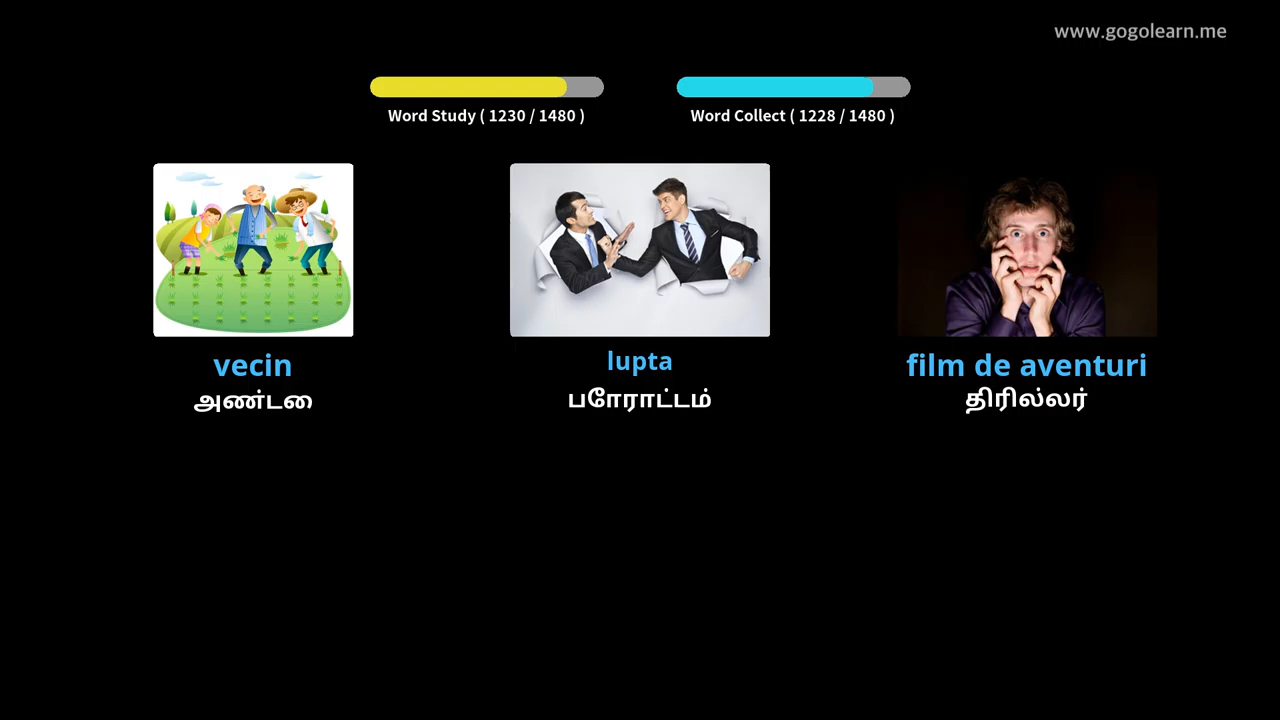 www.gogolearn.me
Word Study ( 1230 / 1480 )
Word Collect ( 1228 / 1480 )
vecin
அண்டை
lupta
போராட்டம்
film de aventuri
திரில்லர்